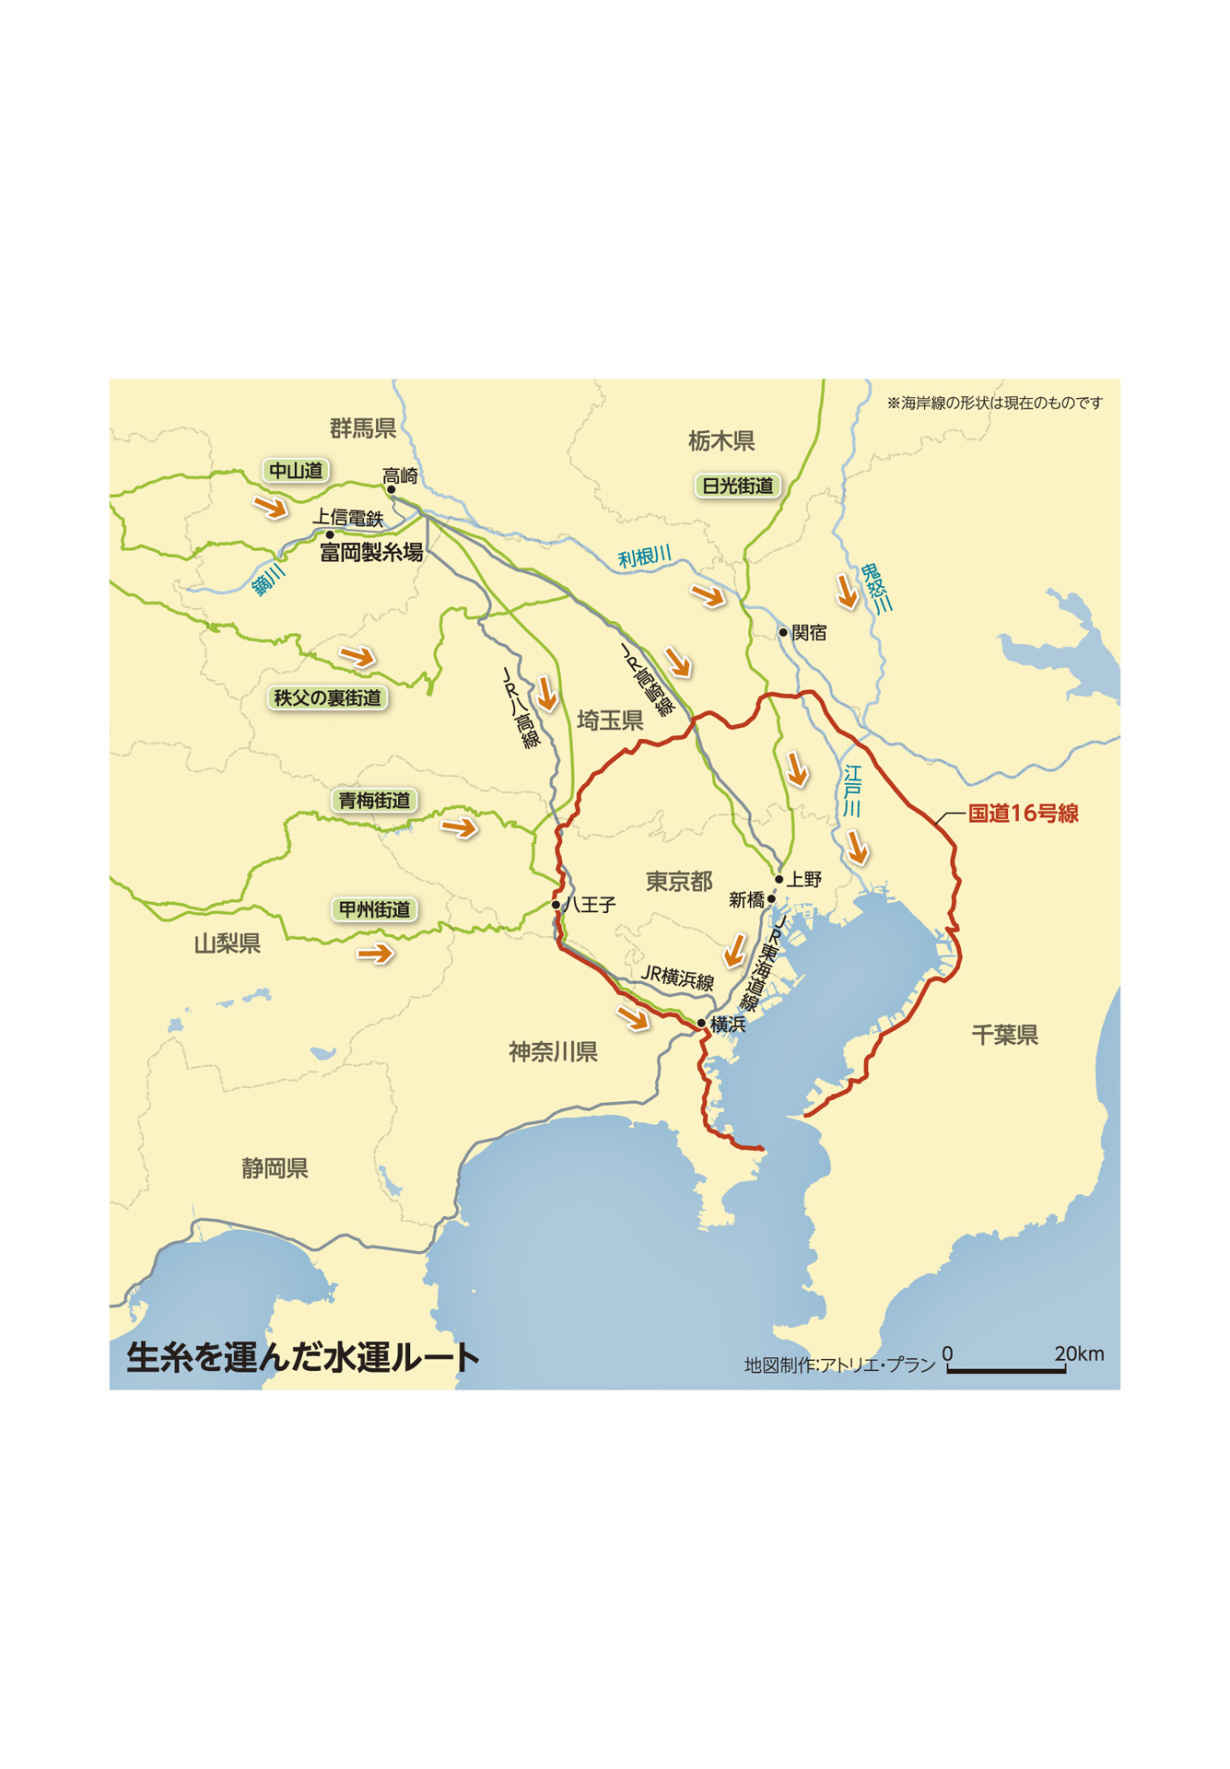 ※海岸線の形状は現在のものです
群馬県
栃木県
中山道
高崎
日光街道
上信電鉄
富岡製糸場
利根川
鏑川
鬼怒川
関宿
JR高崎線
JR八高線
秩父の裏街道
埼玉県
江戸川
青梅街道
国道16号線
東京都
上野
新橋
八王子
甲州街道
山梨県
JR東海道線
JR横浜線
横浜
千葉県
神奈川県
静岡県
生糸を運んだ水運ルート
地図制作:アトリエ・プラン
0 20km